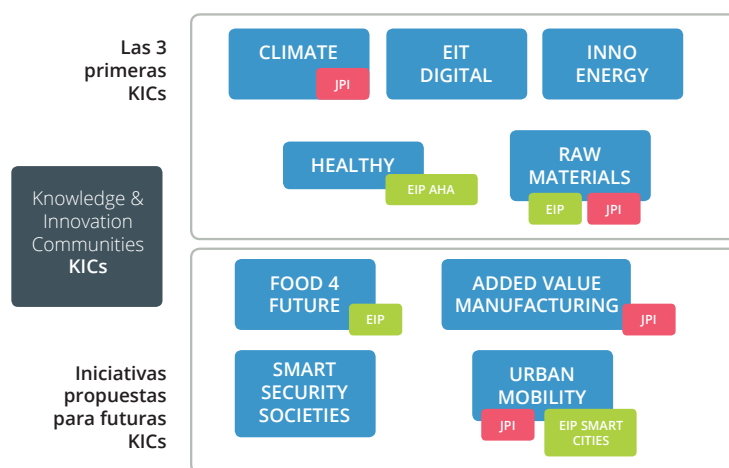 Las 3
primeras
KICs
CLIMATE
JPI
EIT
DIGITAL
INNO
ENERGY
HEALTHY
EIP AHA
RAW
MATERIALS
EIP
JPI
Knowledge &
Innovation
Communities
KICs
FOOD 4
FUTURE
EIP
ADDED VALUE
MANUFACTURING
JPI
Iniciativas
propuestas
para futuras
KICs
SMART
SECURITY
SOCIETIES
URBAN
MOBILITY
JPI
EIP SMART
CITIES